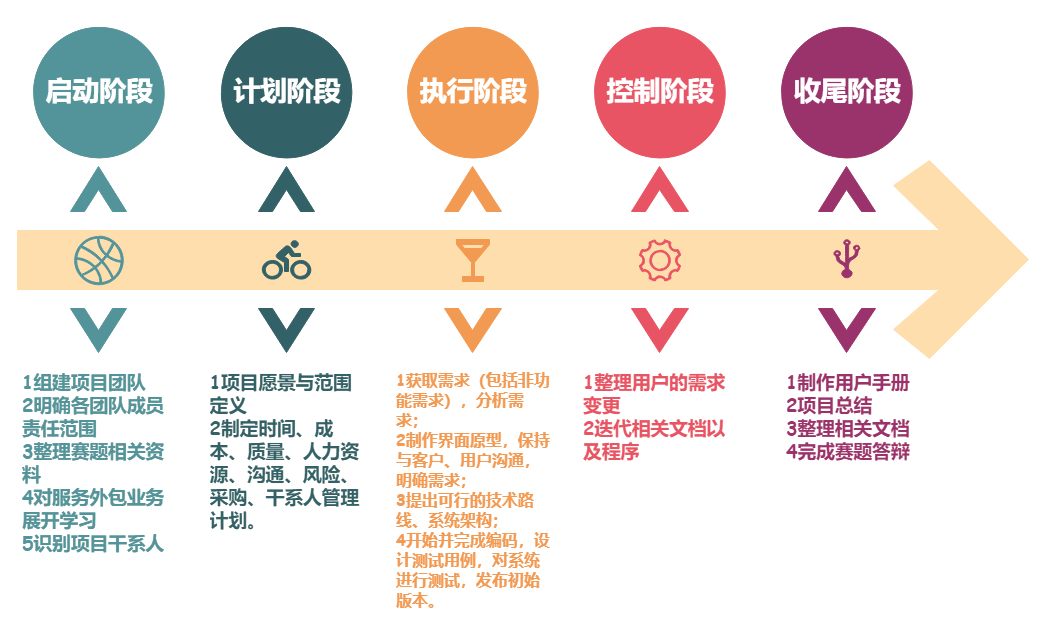 启动阶段
计划阶段
执行阶段
控制阶段
收尾阶段
1组建项目团队
2明确各团队成员
责任范围
3整理赛题相关资
料
4对服务外包业务
展开学习
5识别项目干系人
1项目愿景与范围
定义
2制定时间、成
本、质量、人力资
源、沟通、风险、
采购、干系人管理
计划。
1获取需求（包括非功
能需求），分析需
求；
2制作界面原型，保持
与客户、用户沟通，
明确需求；
3提出可行的技术路
线、系统架构；
4开始并完成编码，设
计测试用例，对系统
进行测试，发布初始
版本。
1整理用户的需求
变更
2迭代相关文档以
及程序
1制作用户手册
2项目总结
3整理相关文档
4完成赛题答辩